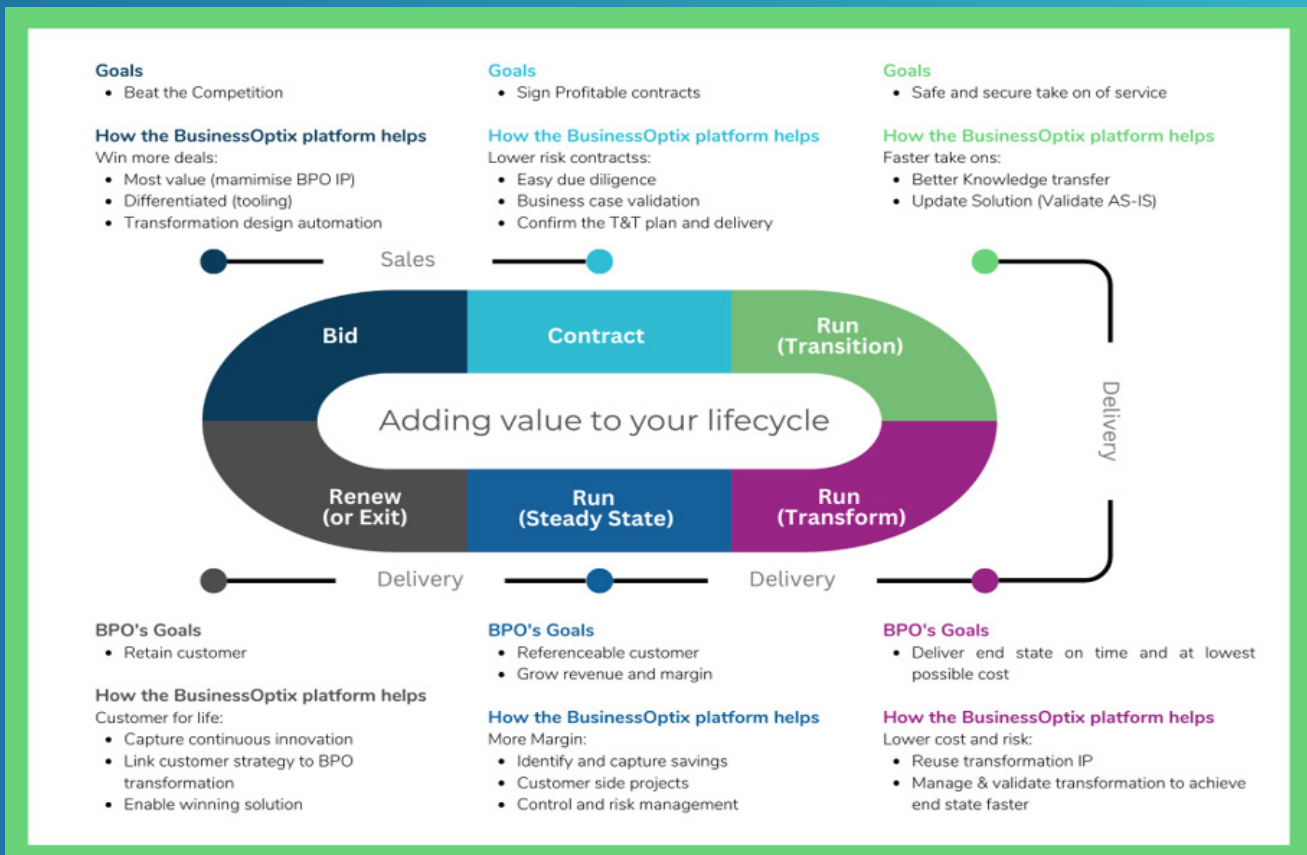 Goals
• Beat the Competition
How the BusinessOptix platform helps
Win more deals:
• Most value (mamimise BPO IP)
• Differentiated (tooling)
• Transformation design automation
Goals
• Sign Profitable contracts
How the BusinessOptix platform helps
Lower risk contractss:
• Easy due diligence
• Business case validation
• Confirm the T&T plan and delivery
Goals
• Safe and secure take on of service
How the BusinessOptix platform helps
Faster take ons:
• Better Knowledge transfer
• Update Solution (Validate AS-IS)
Sales
Bid
Contract
Run
(Transition)
Delivery
Adding value to your lifecycle
Renew
(or Exit)
Run
(Steady State)
Run
(Transform)
Delivery
Delivery
BPO's Goals
• Retain customer
How the BusinessOptix platform helps
Customer for life:
• Capture continuous innovation
• Link customer strategy to BPO
transformation
• Enable winning solution
BPO's Goals
• Referenceable customer
• Grow revenue and margin
How the BusinessOptix platform helps
More Margin:
• Identify and capture savings
• Customer side projects
• Control and risk management
BPO's Goals
• Deliver end state on time and at lowest
possible cost
How the BusinessOptix platform helps
Lower cost and risk:
• Reuse transformation IP
• Manage & validate transformation to achieve
end state faster